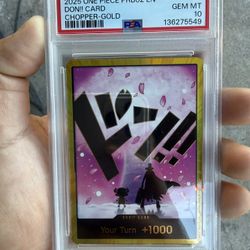 2025 ONE PIECE PRB02 EN
DON!! CARD
CHOPPER-GOLD
GEM MT
10
PSA
136275549
ドン!!
DON!! CARD
Your Turn +1000